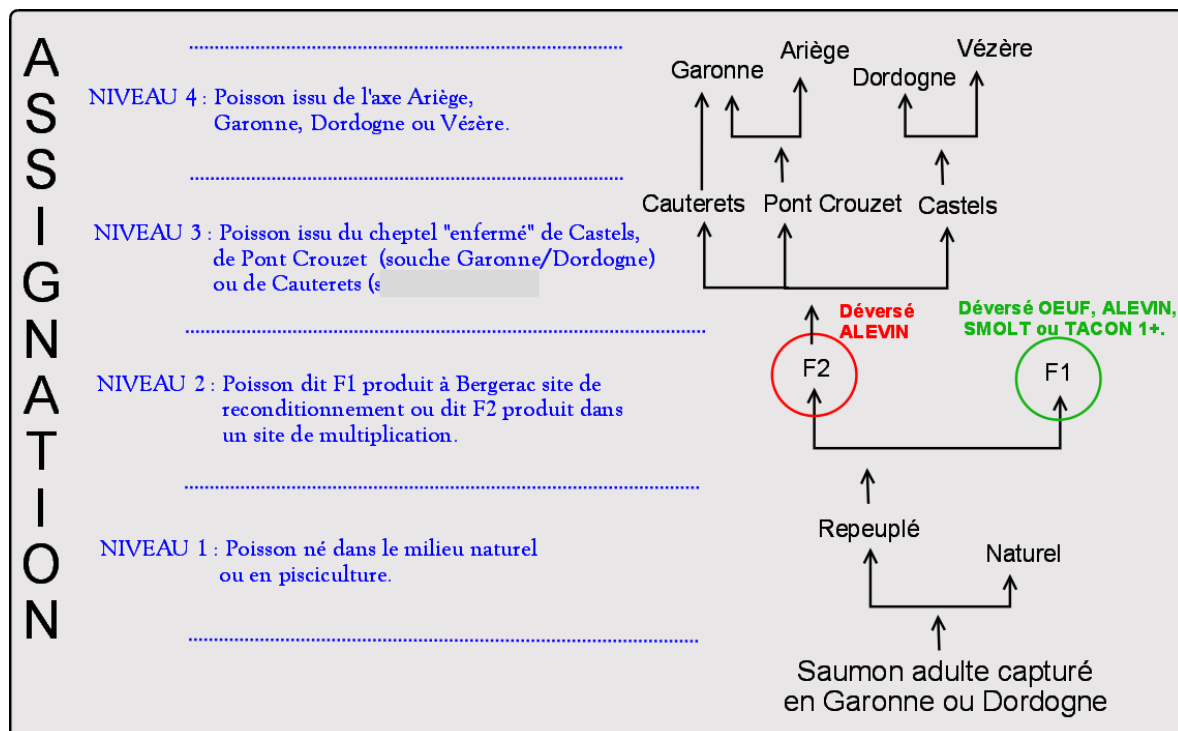 ASSIGNATION
NIVEAU 4 : Poisson issu de l'axe Ariège,
Garonne, Dordogne ou Vézère.
NIVEAU 3 : Poisson issu du cheptel "enfermé" de Castels,
de Pont Crouzet (souche Garonne/Dordogne)
ou de Cauterets (
NIVEAU 2 : Poisson dit F1 produit à Bergerac site de
reconditionnement ou dit F2 produit dans
un site de multiplication.
NIVEAU 1 : Poisson né dans le milieu naturel
ou en pisciculture.
Garonne
Ariège
Dordogne
Vézère
Cauterets
Pont Crouzet
Castels
Déversé
ALEVIN
Déversé OEUF, ALEVIN,
SMOLT ou TACON 1+.
F2
F1
Repeuplé
Naturel
Saumon adulte capturé
en Garonne ou Dordogne